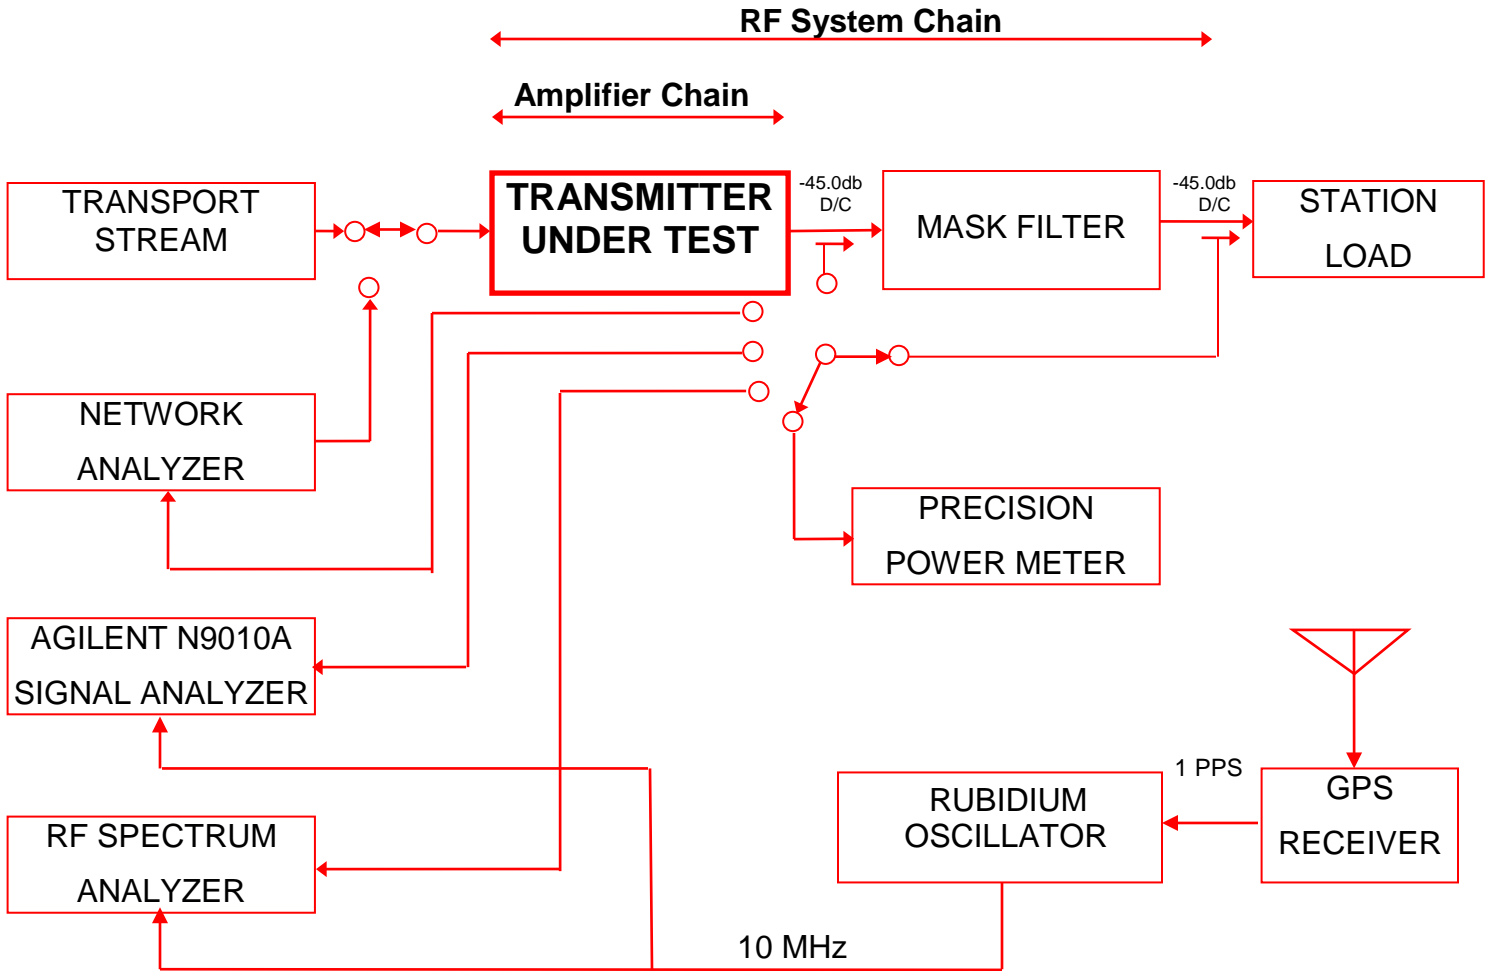 RF System Chain
Amplifier Chain
TRANSPORT
STREAM
TRANSMITTER
UNDER TEST
-45.0db
D/C
MASK FILTER
-45.0db
D/C
STATION
LOAD
NETWORK
ANALYZER
PRECISION
POWER METER
AGILENT N9010A
SIGNAL ANALYZER
RF SPECTRUM
ANALYZER
RUBIDIUM
OSCILLATOR
1 PPS
GPS
RECEIVER
10 MHz